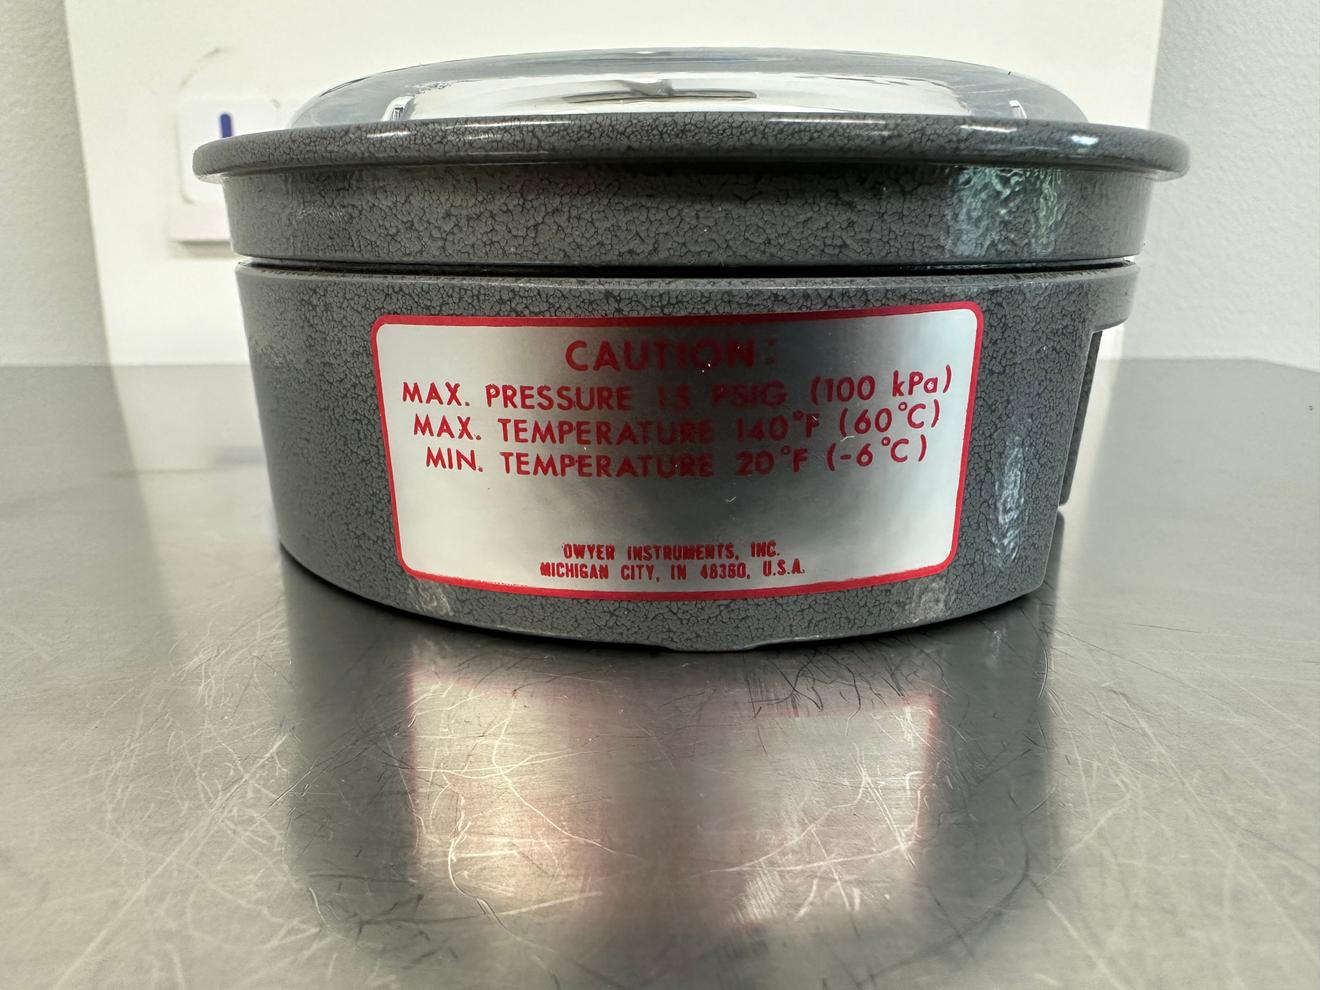 CAUTION:
MAX. PRESSURE 15 PSIG (100 kPa)
MAX. TEMPERATURE 140°F (60°C)
MIN. TEMPERATURE 20°F (-6°C)
DWYER INSTRUMENTS, INC.
MICHIGAN CITY, IN 46360, U.S.A.